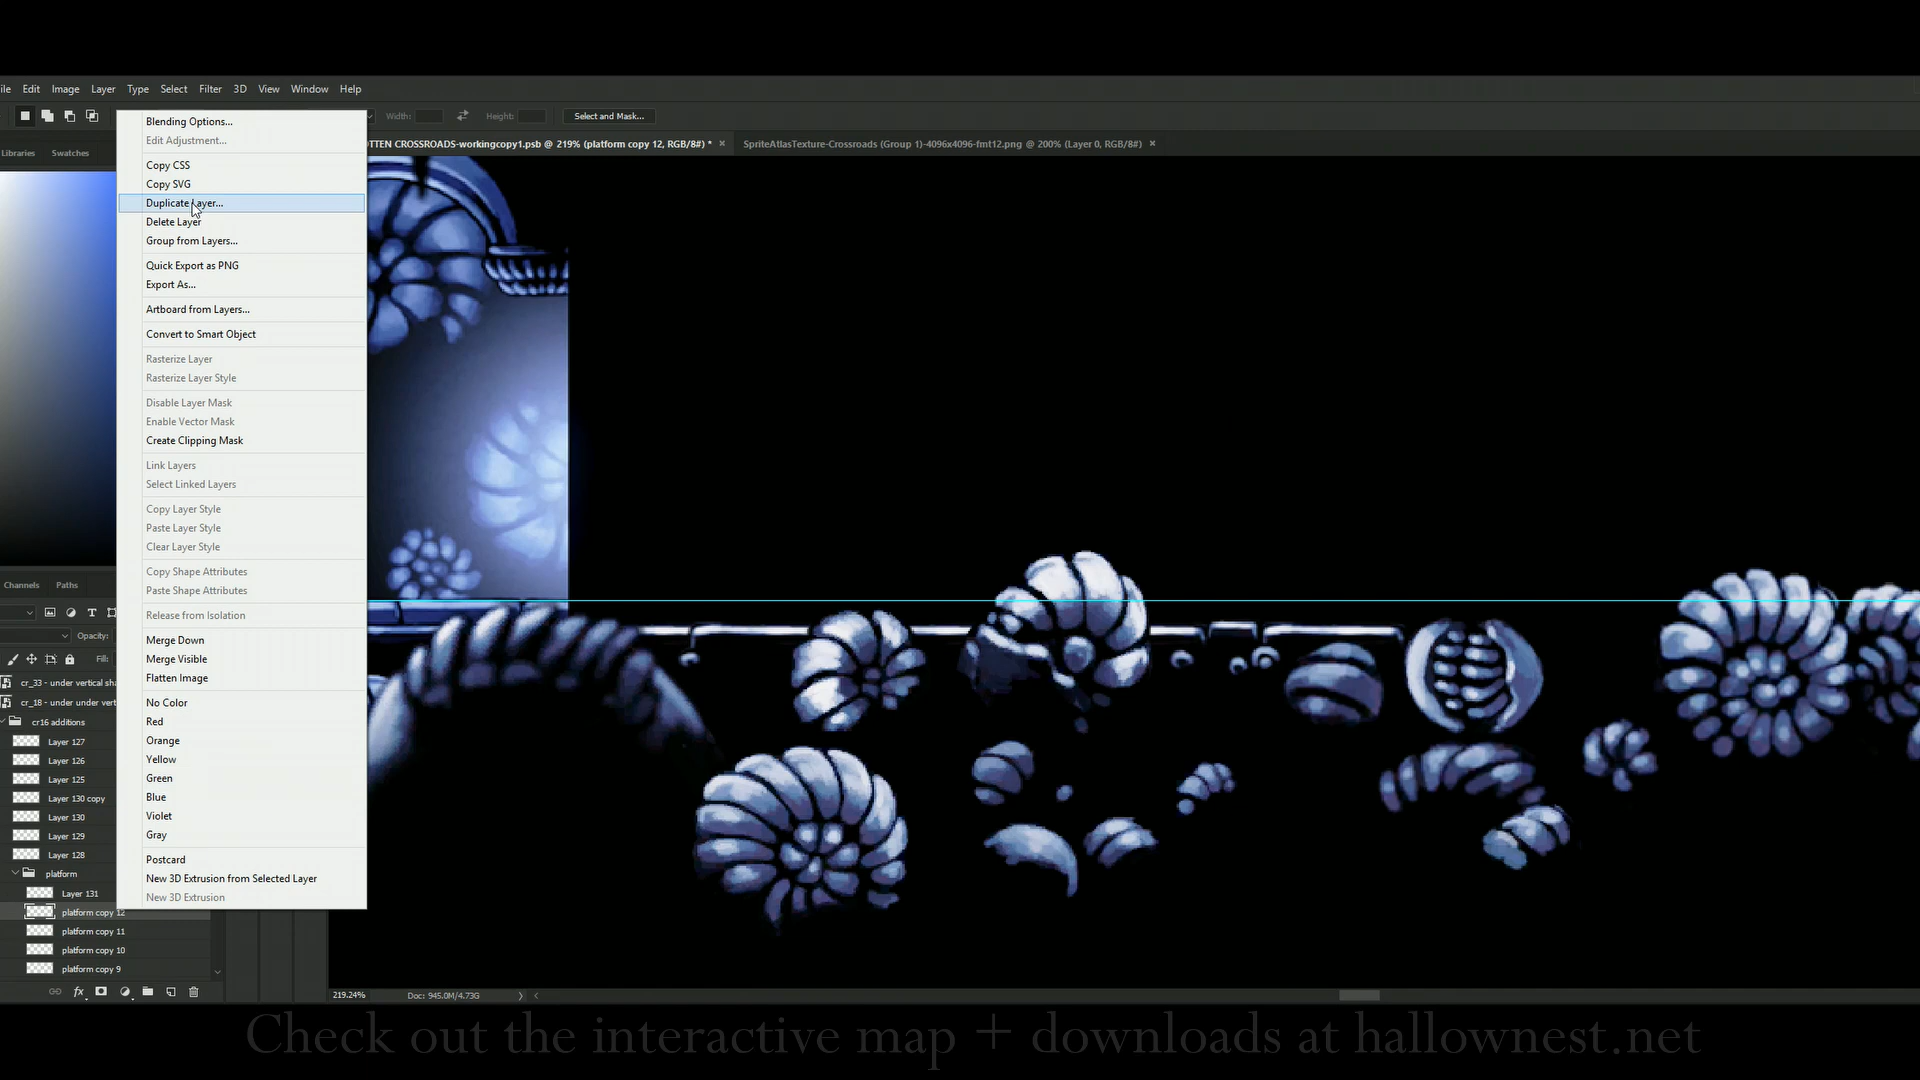 ile Edit Image Layer Type Select Filter 3D View Window Help
Width: Height: Select and Mask...
OTTEN CROSSROADS-workingcopy1.psb @ 219% (platform copy 12, RGB/8#) *
SpriteAtlasTexture-Crossroads (Group 1)-4096x4096-fmt12.png @ 200% (Layer 0, RGB/8#)
Libraries Swatches
Blending Options...
Edit Adjustment...
Copy CSS
Copy SVG
Duplicate Layer...
Delete Layer
Group from Layers...
Quick Export as PNG
Export As...
Artboard from Layers...
Convert to Smart Object
Rasterize Layer
Rasterize Layer Style
Disable Layer Mask
Enable Vector Mask
Create Clipping Mask
Link Layers
Select Linked Layers
Copy Layer Style
Paste Layer Style
Clear Layer Style
Copy Shape Attributes
Paste Shape Attributes
Release from Isolation
Merge Down
Merge Visible
Flatten Image
No Color
Red
Orange
Yellow
Green
Blue
Violet
Gray
Postcard
New 3D Extrusion from Selected Layer
New 3D Extrusion
Channels Paths
Opacity:
Fill:
cr_33 - under vertical sha
cr_18 - under under vert
cr16 additions
Layer 127
Layer 126
Layer 125
Layer 130 copy
Layer 130
Layer 129
Layer 128
platform
Layer 131
platform copy 12
platform copy 11
platform copy 10
platform copy 9
219.24% Doc: 945.0M/4.73G
Check out the interactive map + downloads at hallownest.net